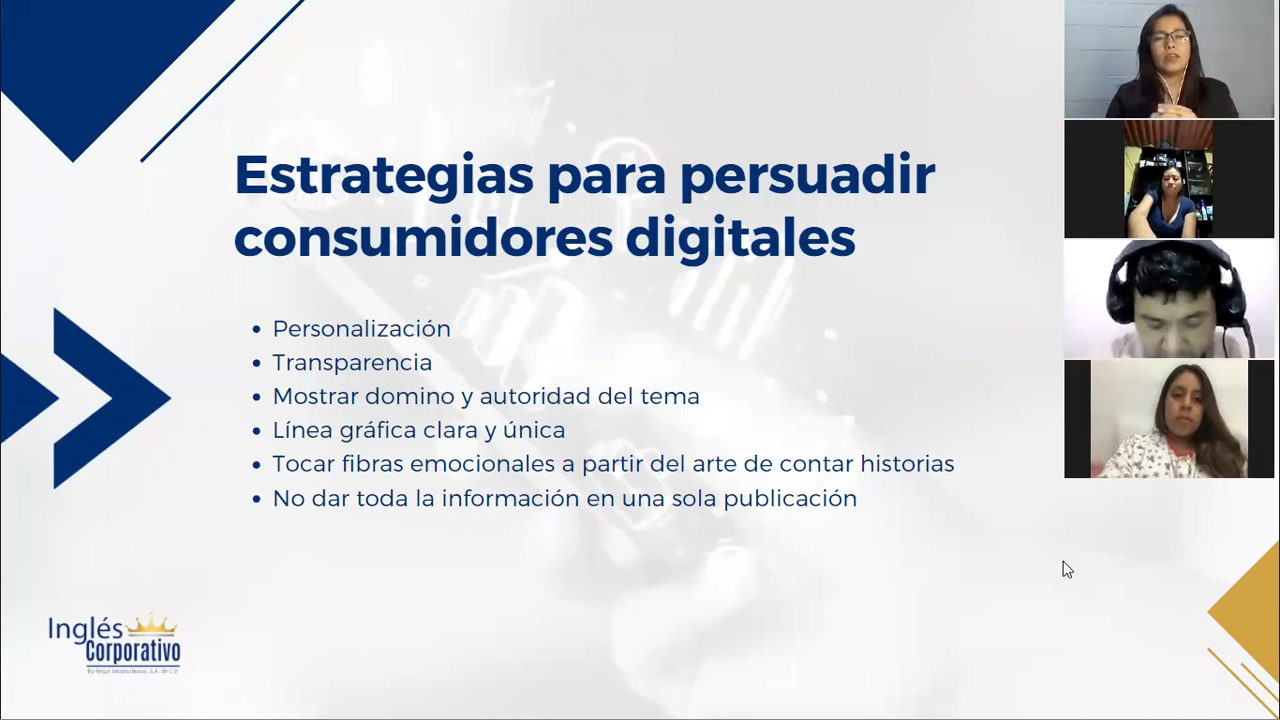 Estrategias para persuadir
consumidores digitales
Personalización
Transparencia
Mostrar domino y autoridad del tema
Línea gráfica clara y única
Tocar fibras emocionales a partir del arte de contar historias
No dar toda la información en una sola publicación
Inglés
Corporativo